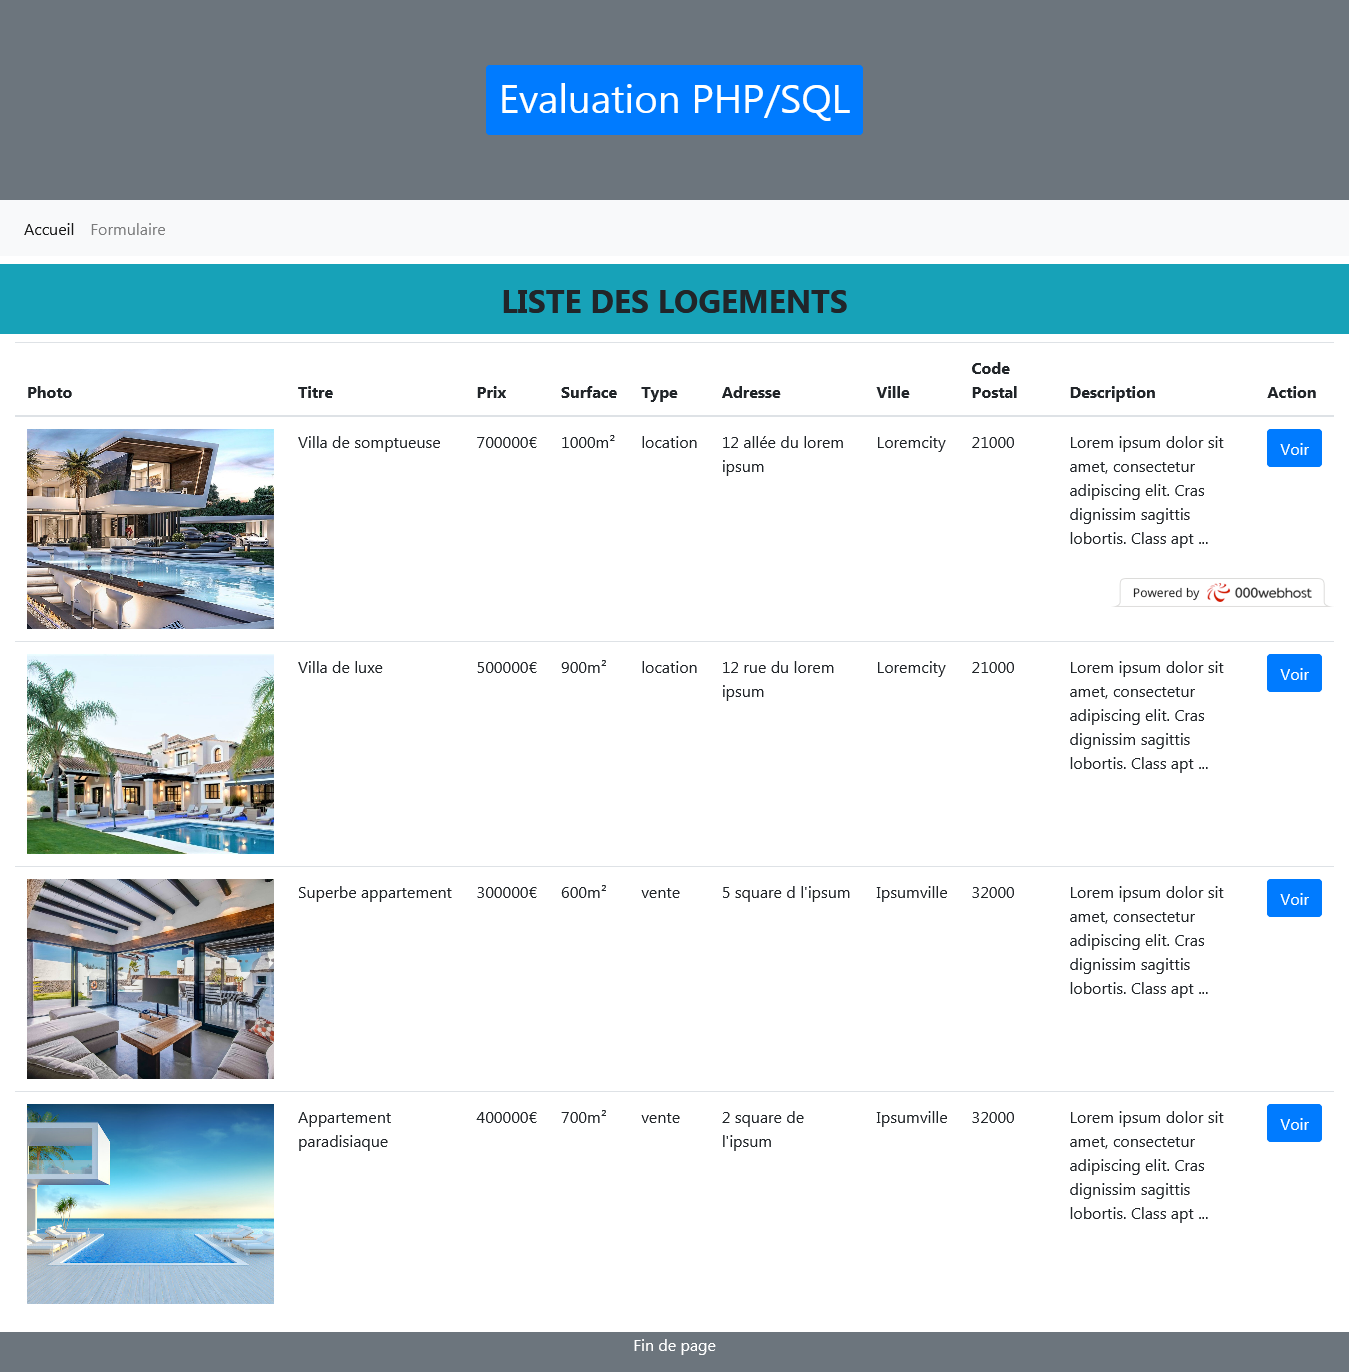 Evaluation PHP/SQL
Accueil Formulaire
LISTE DES LOGEMENTS
Photo Titre Prix Surface Type Adresse Ville Code Postal Description Action
Villa de somptueuse 700000€ 1000m² location 12 allée du lorem Loremcity 21000 Lorem ipsum dolor sit Voir
ipsum amet, consectetur
adipiscing elit. Cras
dignissim sagittis
lobortis. Class apt ...
Powered by 000webhost
Villa de luxe 500000€ 900m² location 12 rue du lorem Loremcity 21000 Lorem ipsum dolor sit Voir
ipsum amet, consectetur
adipiscing elit. Cras
dignissim sagittis
lobortis. Class apt ...
Superbe appartement 300000€ 600m² vente 5 square d l'ipsum Ipsumville 32000 Lorem ipsum dolor sit Voir
amet, consectetur
adipiscing elit. Cras
dignissim sagittis
lobortis. Class apt ...
Appartement 400000€ 700m² vente 2 square de Ipsumville 32000 Lorem ipsum dolor sit Voir
paradisiaque l'ipsum amet, consectetur
adipiscing elit. Cras
dignissim sagittis
lobortis. Class apt ...
Fin de page